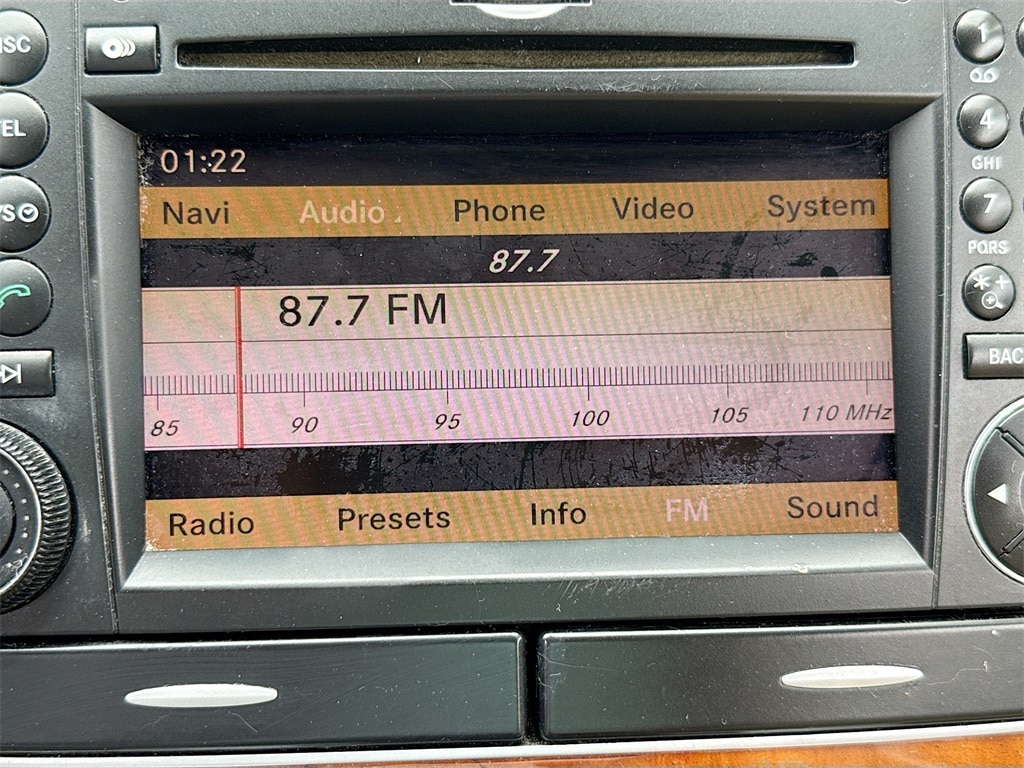 01:22
Navi Audio Phone Video System
87.7
87.7 FM
85 90 95 100 105 110 MHz
Radio Presets Info FM Sound
1
4
GHI
7
PQRS
* +